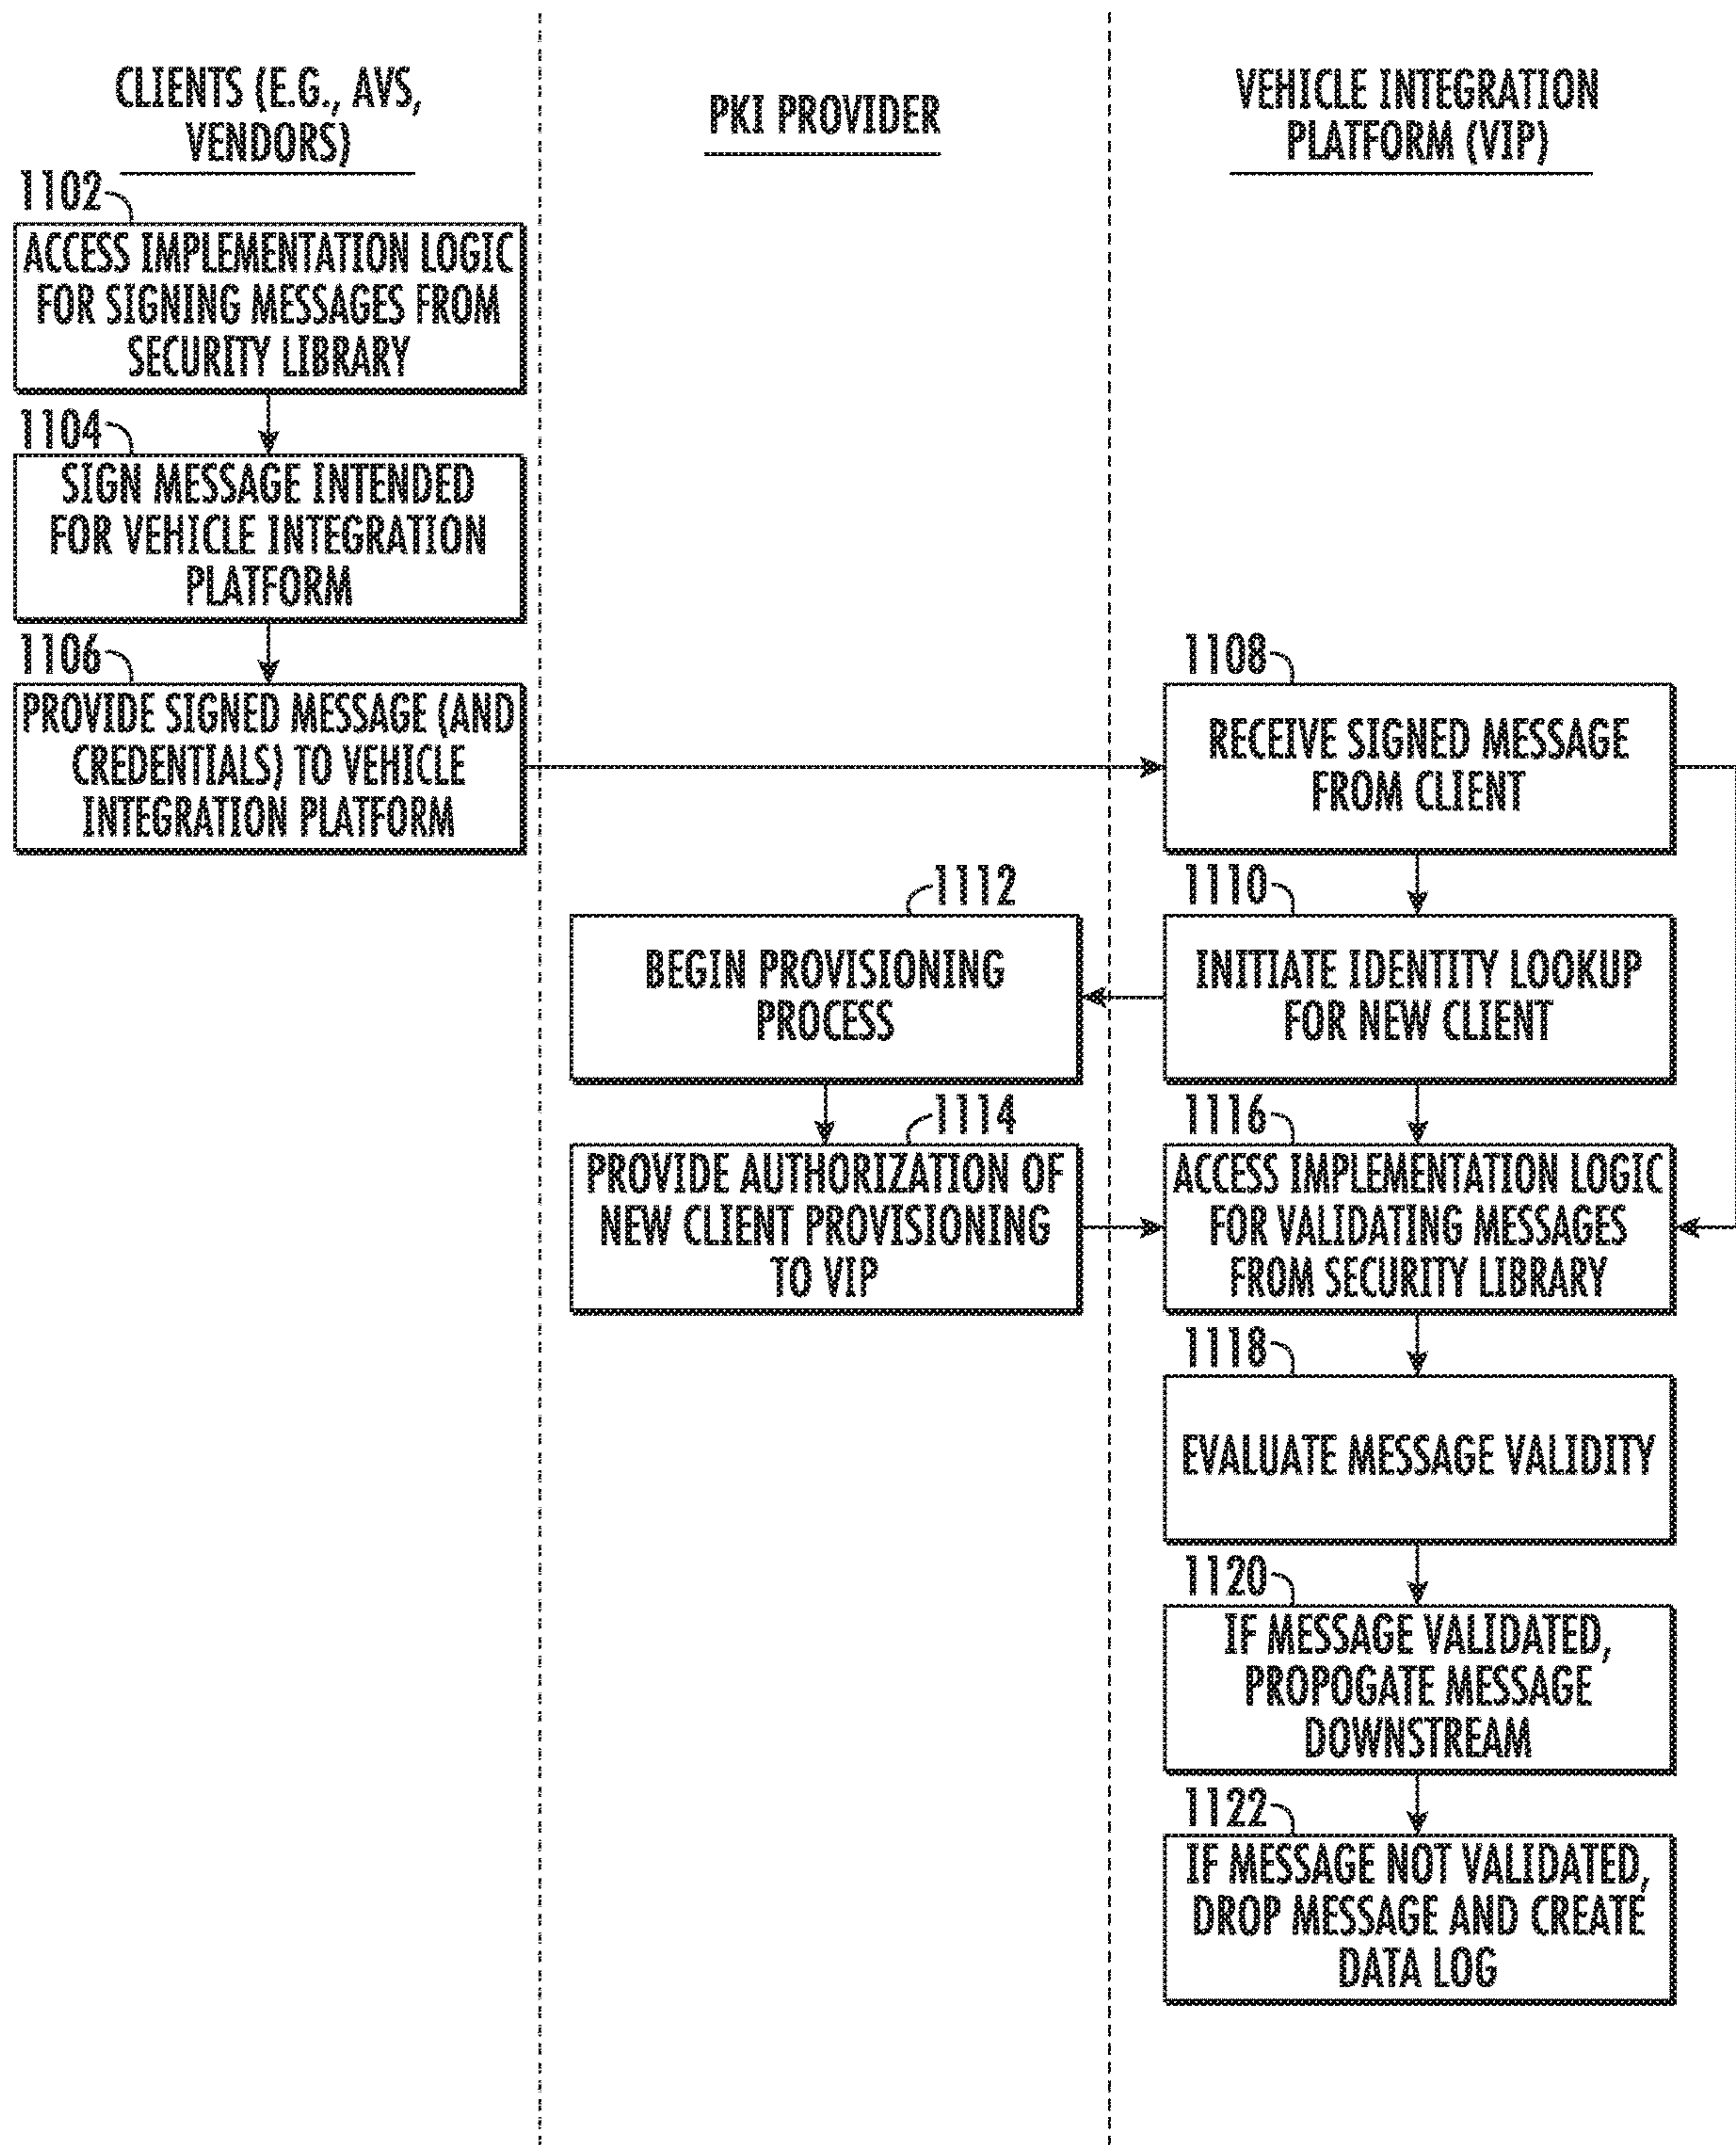 CLIENTS (E.G., AVS,
VENDORS)
PKI PROVIDER
VEHICLE INTEGRATION
PLATFORM (VIP)
1102
ACCESS IMPLEMENTATION LOGIC
FOR SIGNING MESSAGES FROM
SECURITY LIBRARY
1104
SIGN MESSAGE INTENDED
FOR VEHICLE INTEGRATION
PLATFORM
1106
PROVIDE SIGNED MESSAGE (AND
CREDENTIALS) TO VEHICLE
INTEGRATION PLATFORM
1108
RECEIVE SIGNED MESSAGE
FROM CLIENT
1110
INITIATE IDENTITY LOOKUP
FOR NEW CLIENT
1112
BEGIN PROVISIONING
PROCESS
1114
PROVIDE AUTHORIZATION OF
NEW CLIENT PROVISIONING
TO VIP
1116
ACCESS IMPLEMENTATION LOGIC
FOR VALIDATING MESSAGES
FROM SECURITY LIBRARY
1118
EVALUATE MESSAGE VALIDITY
1120
IF MESSAGE VALIDATED,
PROPOGATE MESSAGE
DOWNSTREAM
1122
IF MESSAGE NOT VALIDATED,
DROP MESSAGE AND CREATE
DATA LOG